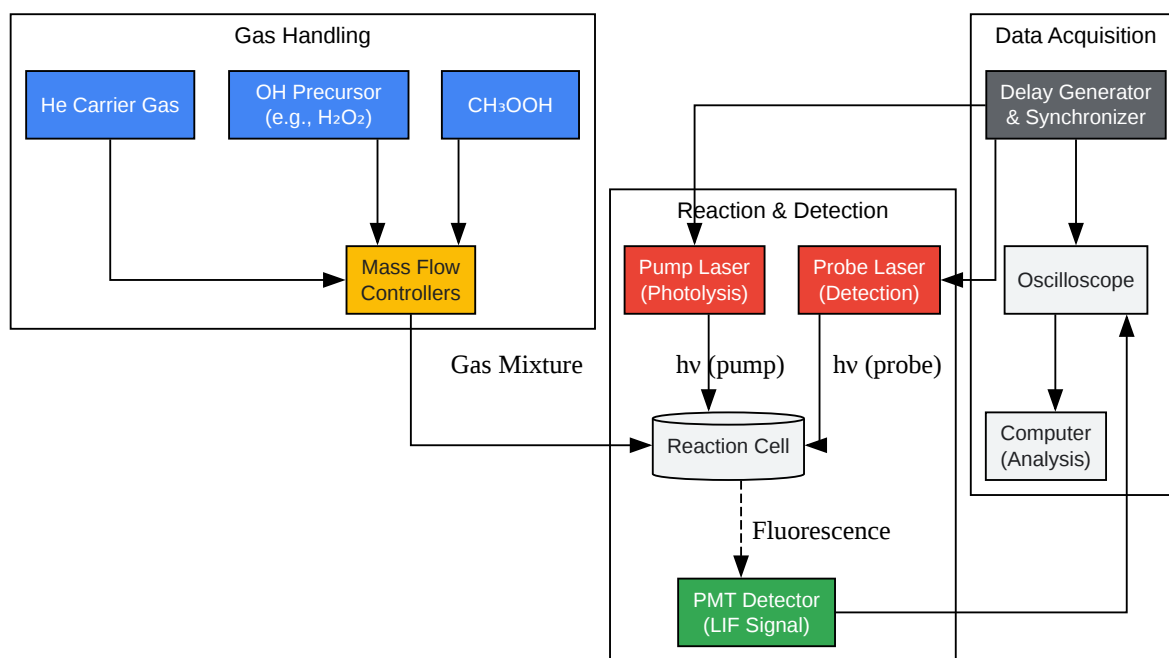 Gas Handling
He Carrier Gas
OH Precursor
(e.g., H₂O₂)
CH₃OOH
Mass Flow
Controllers
Gas Mixture
Reaction & Detection
Pump Laser
(Photolysis)
Probe Laser
(Detection)
hν (pump)
hν (probe)
Reaction Cell
Fluorescence
PMT Detector
(LIF Signal)
Data Acquisition
Delay Generator
& Synchronizer
Oscilloscope
Computer
(Analysis)